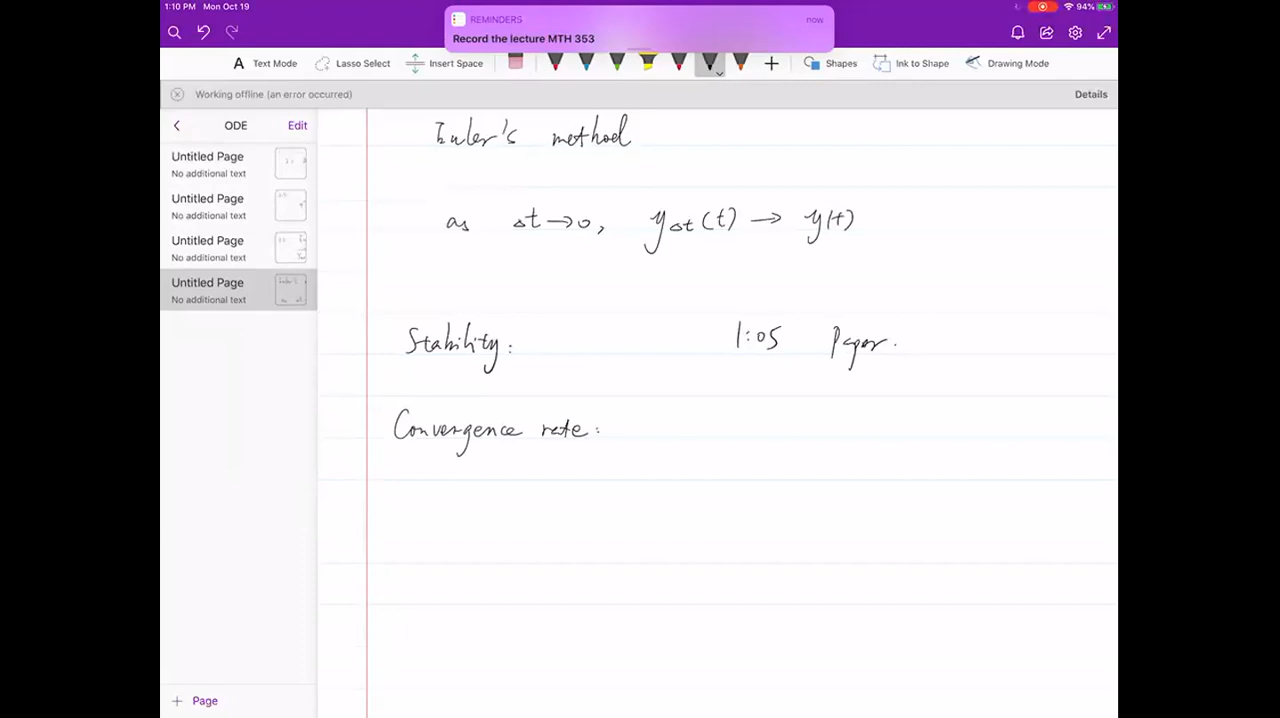 1:10 PM Mon Oct 19
94%
REMINDERS now
Record the lecture MTH 353
Text Mode Lasso Select Insert Space Shapes Ink to Shape Drawing Mode
Working offline (an error occurred) Details
ODE Edit
Untitled Page
No additional text
Untitled Page
No additional text
Untitled Page
No additional text
Untitled Page
No additional text
+ Page
Euler's method
as Δt→0, y_Δt(t) → y(t)
Stability: 1:05 Paper.
Convergence rate: